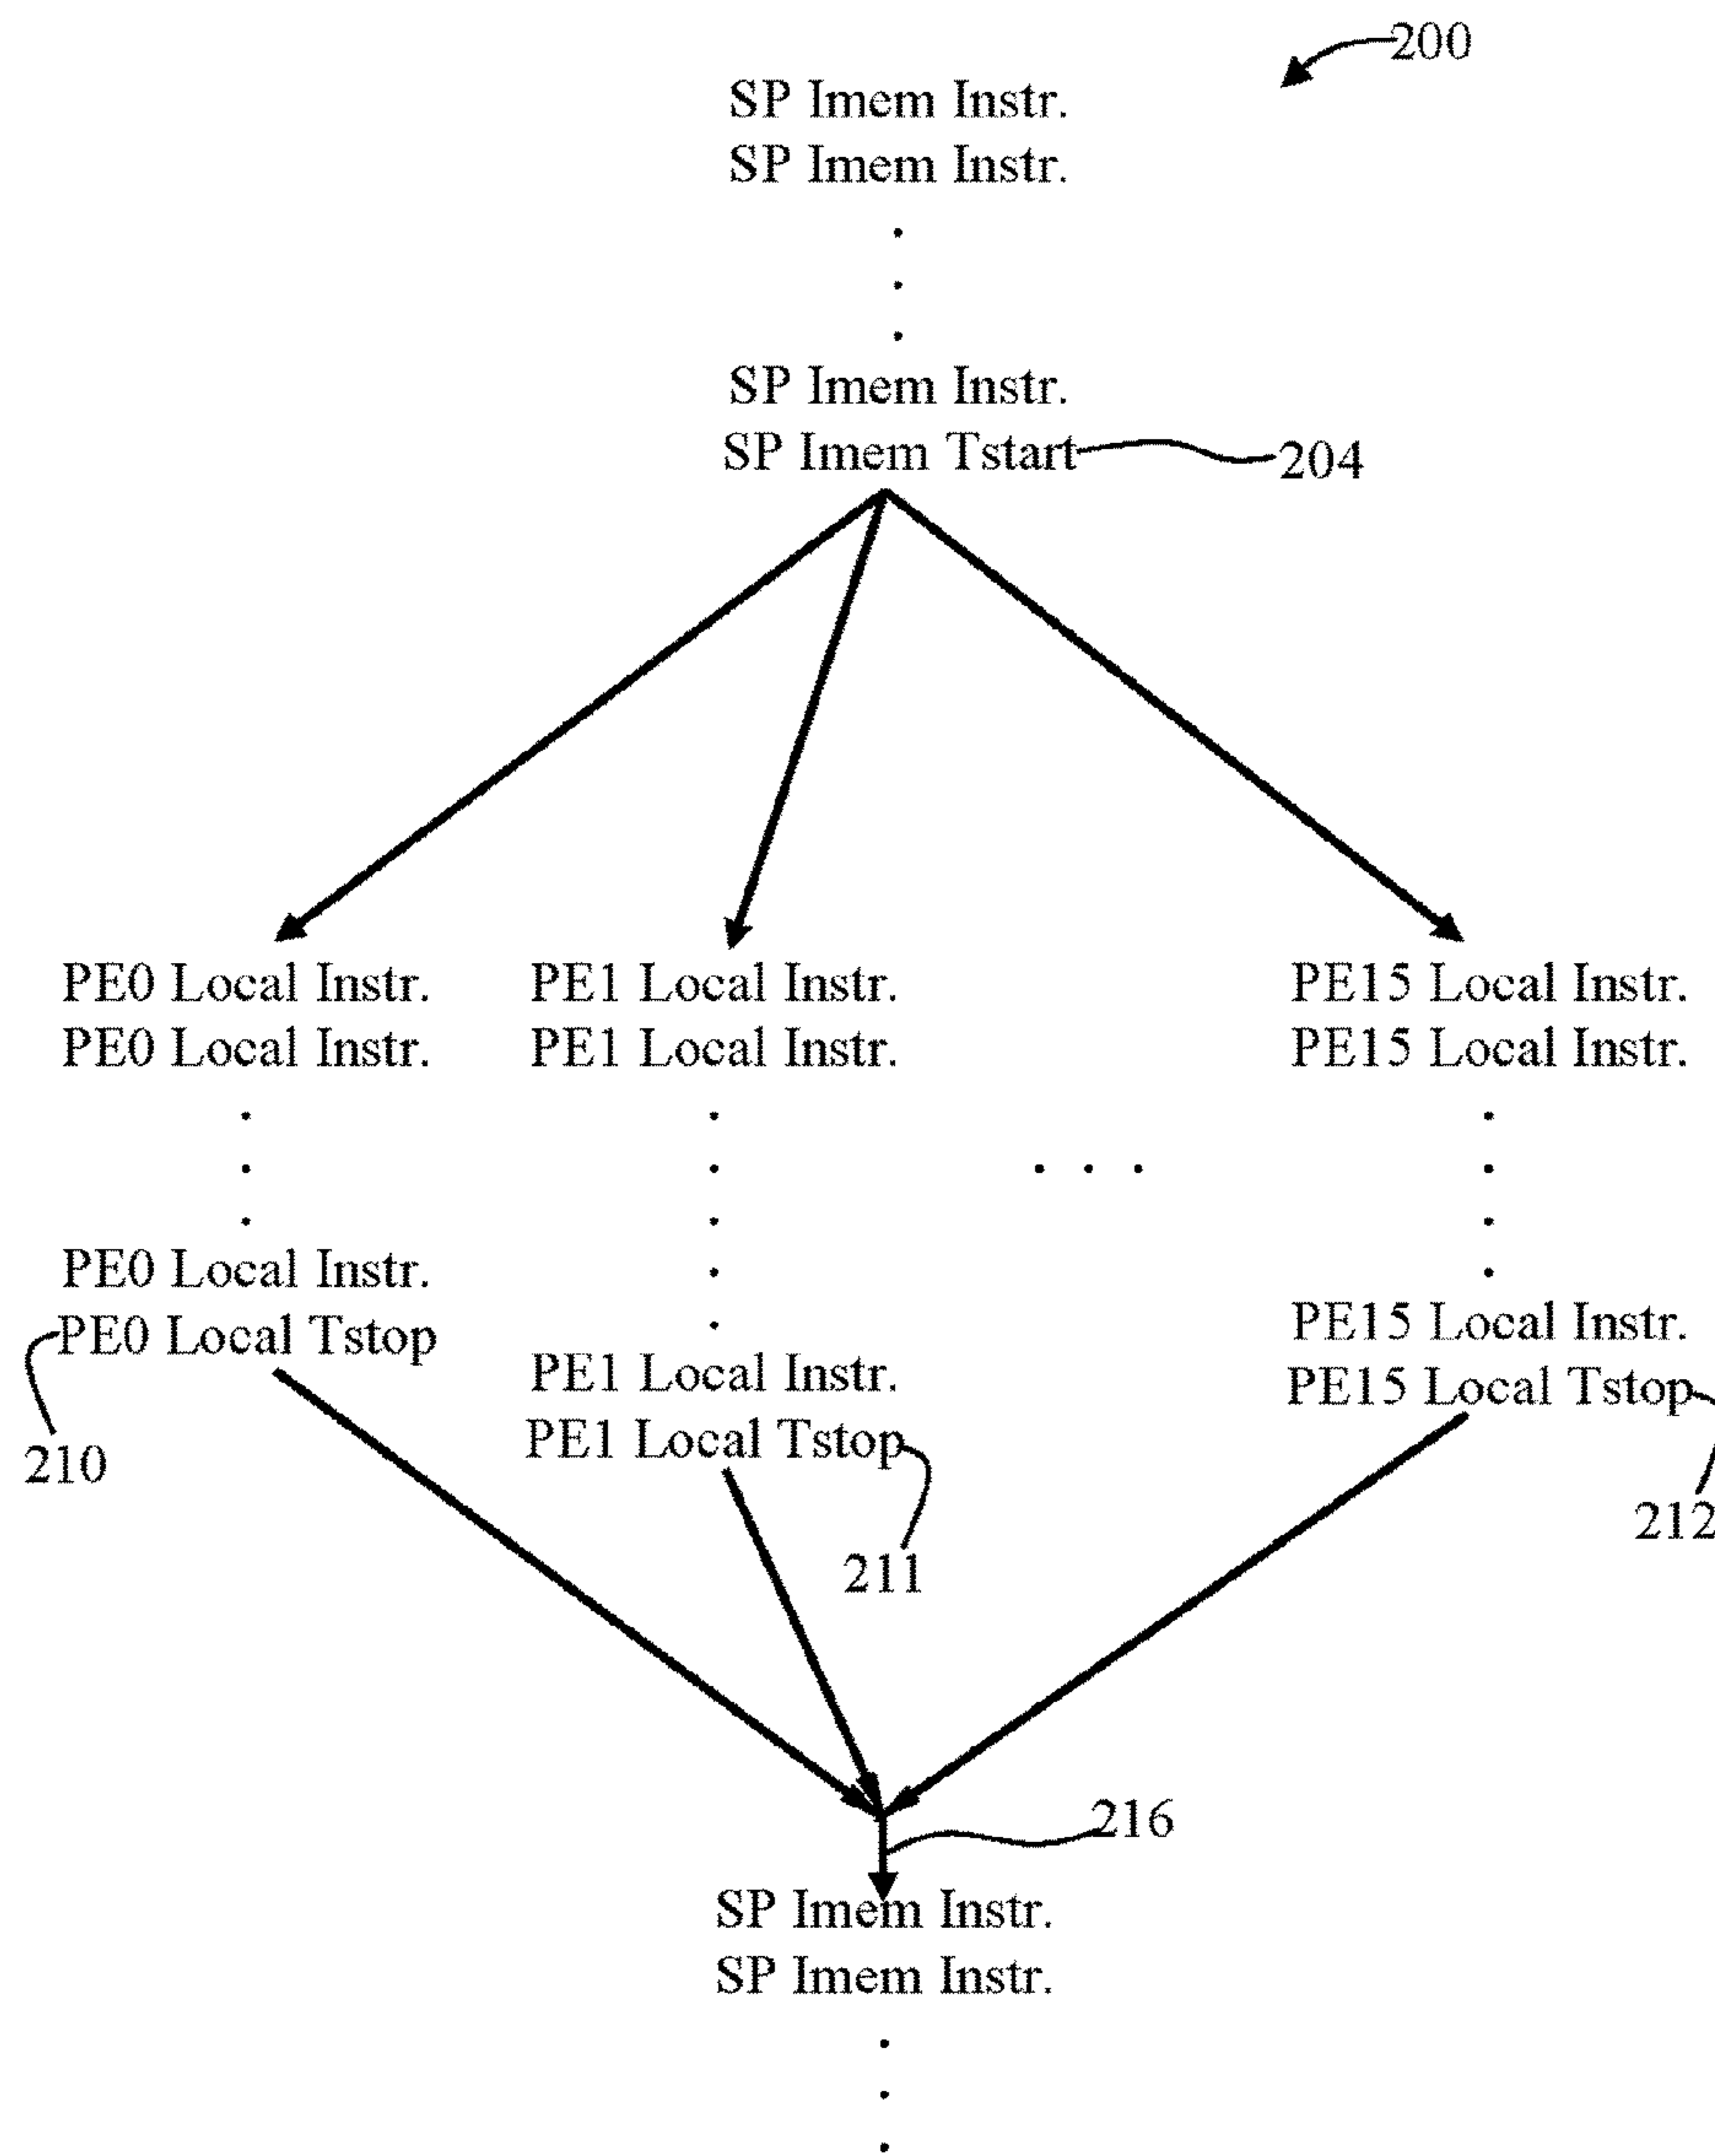 200
SP Imem Instr.
SP Imem Instr.
.
.
.
SP Imem Instr.
SP Imem Tstart 204
PE0 Local Instr. PE1 Local Instr. PE15 Local Instr.
PE0 Local Instr. PE1 Local Instr. PE15 Local Instr.
. . .
. . . . . .
. . .
PE0 Local Instr. . .
PE0 Local Tstop . PE15 Local Instr.
PE1 Local Instr. PE15 Local Tstop
PE1 Local Tstop
210
212
211
216
SP Imem Instr.
SP Imem Instr.
.
.
.